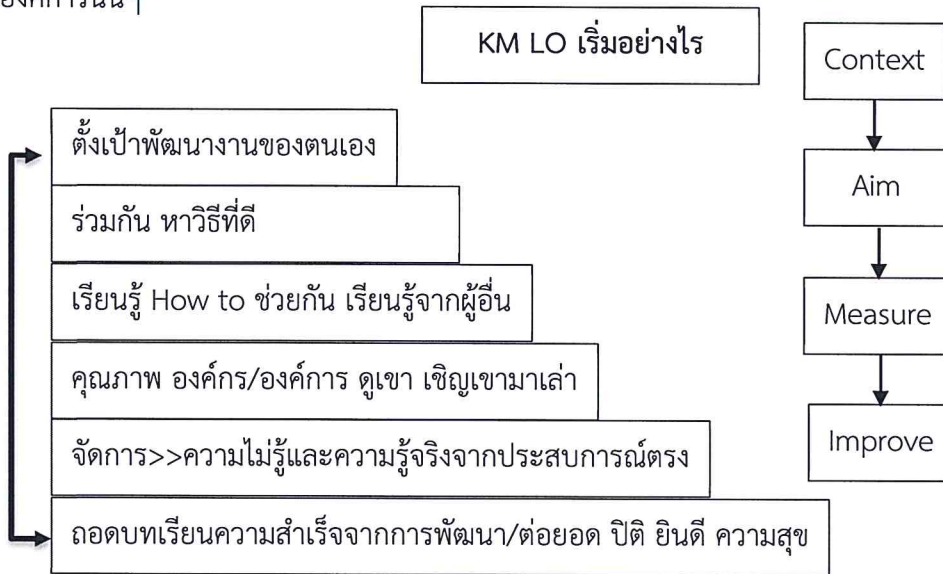 องค์การนั้น
KM LO เริ่มอย่างไร
ตั้งเป้าพัฒนางานของตนเอง
ร่วมกัน หาวิธีที่ดี
เรียนรู้ How to ช่วยกัน เรียนรู้จากผู้อื่น
คุณภาพ องค์กร/องค์การ ดูเขา เชิญเขามาเล่า
จัดการ>>ความไม่รู้และความรู้จริงจากประสบการณ์ตรง
ถอดบทเรียนความสำเร็จจากการพัฒนา/ต่อยอด ปิติ ยินดี ความสุข
Context
Aim
Measure
Improve